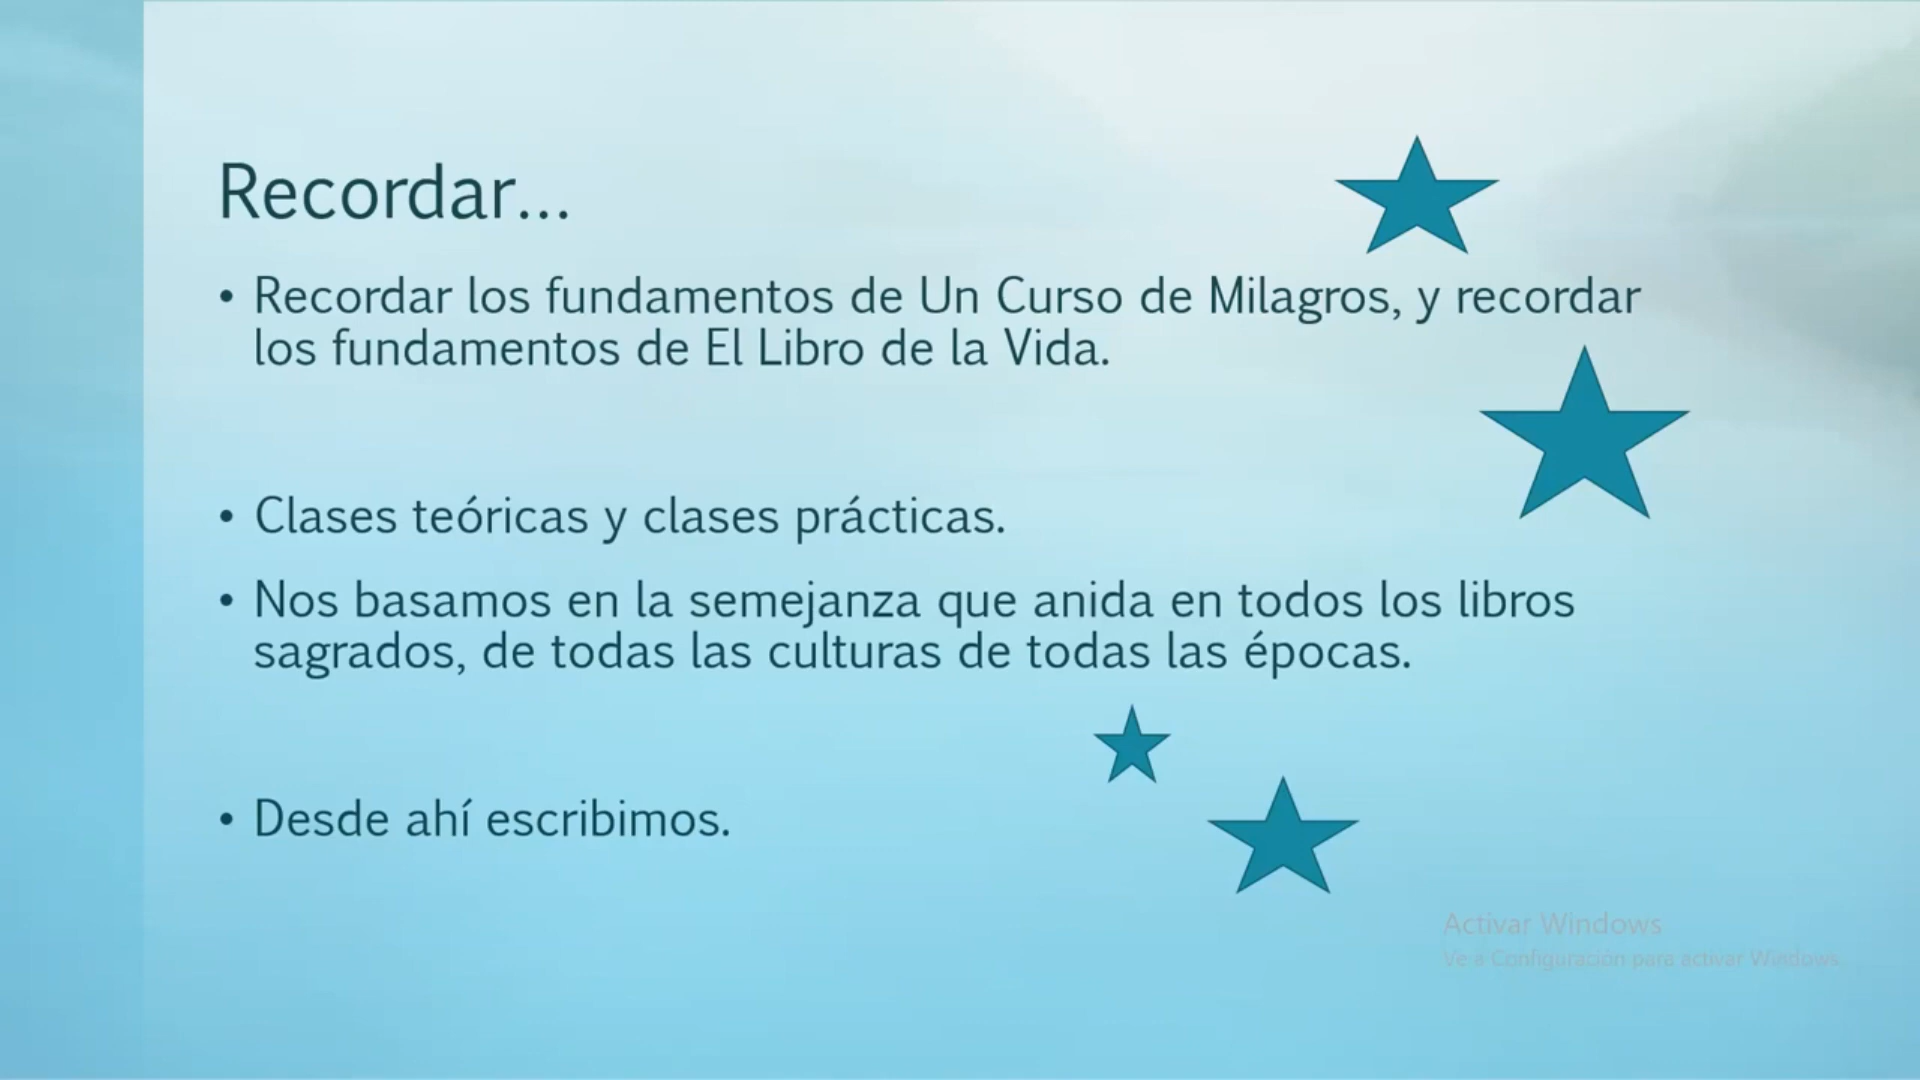 Recordar...
• Recordar los fundamentos de Un Curso de Milagros, y recordar
los fundamentos de El Libro de la Vida.
• Clases teóricas y clases prácticas.
• Nos basamos en la semejanza que anida en todos los libros
sagrados, de todas las culturas de todas las épocas.
• Desde ahí escribimos.
Activar Windows
Ve a Configuración para activar Windows.